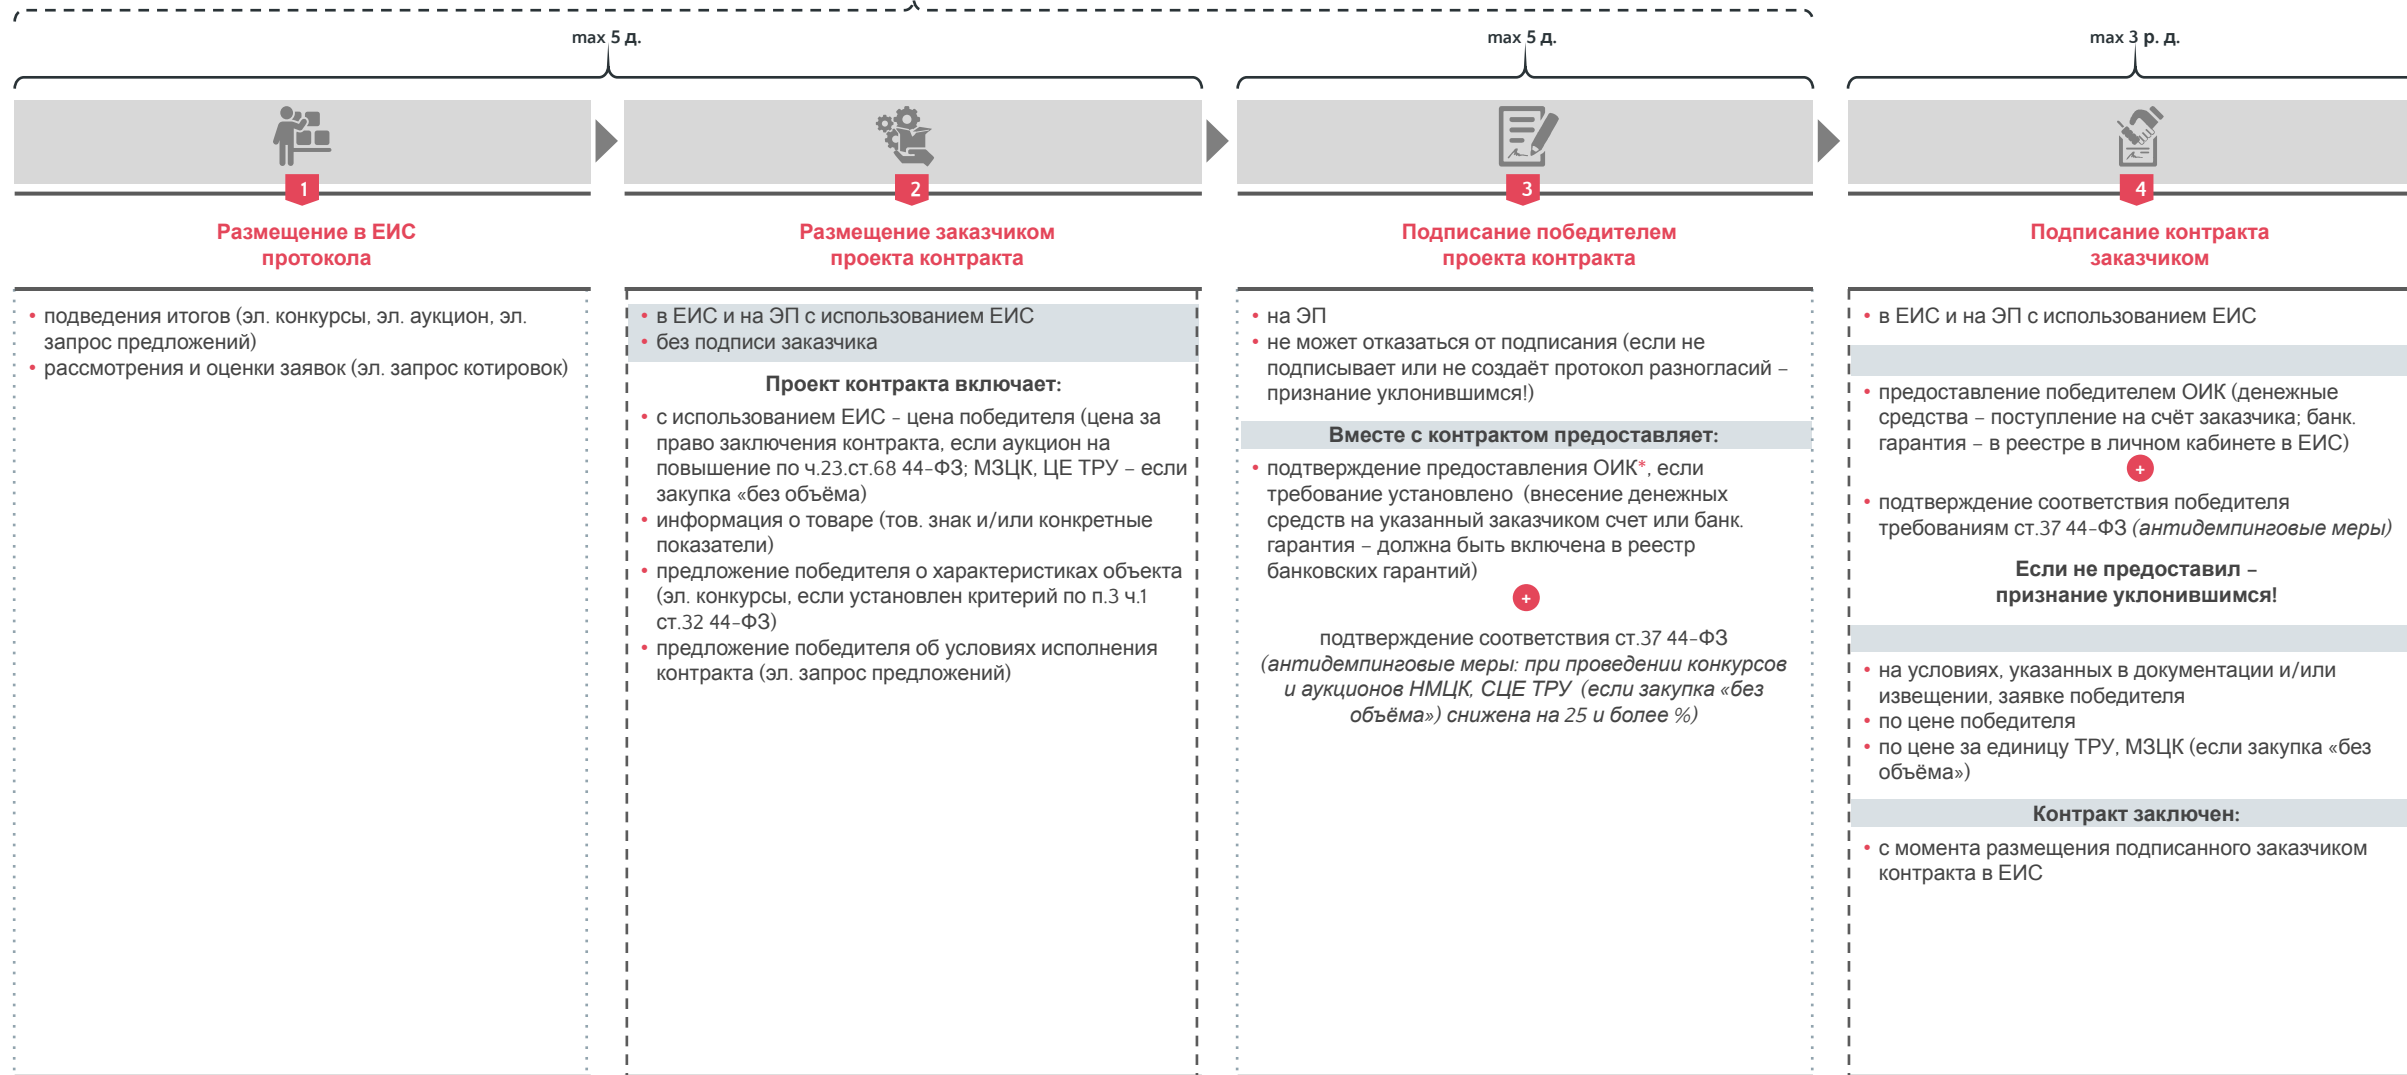 max 5 д.
max 5 д.
max 3 р. д.
1
Размещение в ЕИС
протокола
• подведения итогов (эл. конкурсы, эл. аукцион, эл.
запрос предложений)
• рассмотрения и оценки заявок (эл. запрос котировок)
2
Размещение заказчиком
проекта контракта
• в ЕИС и на ЭП с использованием ЕИС
• без подписи заказчика
Проект контракта включает:
• с использованием ЕИС – цена победителя (цена за
право заключения контракта, если аукцион на
повышение по ч.23.ст.68 44-ФЗ; МЗЦК, ЦЕ ТРУ – если
закупка «без объёма)
• информация о товаре (тов. знак и/или конкретные
показатели)
• предложение победителя о характеристиках объекта
(эл. конкурсы, если установлен критерий по п.3 ч.1
ст.32 44-ФЗ)
• предложение победителя об условиях исполнения
контракта (эл. запрос предложений)
3
Подписание победителем
проекта контракта
• на ЭП
• не может отказаться от подписания (если не
подписывает или не создаёт протокол разногласий –
признание уклонившимся!)
Вместе с контрактом предоставляет:
• подтверждение предоставления ОИК*, если
требование установлено (внесение денежных
средств на указанный заказчиком счет или банк.
гарантия – должна быть включена в реестр
банковских гарантий)
+
подтверждение соответствия ст.37 44-ФЗ
(антидемпинговые меры: при проведении конкурсов
и аукционов НМЦК, СЦЕ ТРУ (если закупка «без
объёма») снижена на 25 и более %)
4
Подписание контракта
заказчиком
• в ЕИС и на ЭП с использованием ЕИС
• предоставление победителем ОИК (денежные
средства – поступление на счёт заказчика; банк.
гарантия – в реестре в личном кабинете в ЕИС)
+
• подтверждение соответствия победителя
требованиям ст.37 44-ФЗ (антидемпинговые меры)
Если не предоставил –
признание уклонившимся!
• на условиях, указанных в документации и/или
извещении, заявке победителя
• по цене победителя
• по цене за единицу ТРУ, МЗЦК (если закупка «без
объёма»)
Контракт заключен:
• с момента размещения подписанного заказчиком
контракта в ЕИС